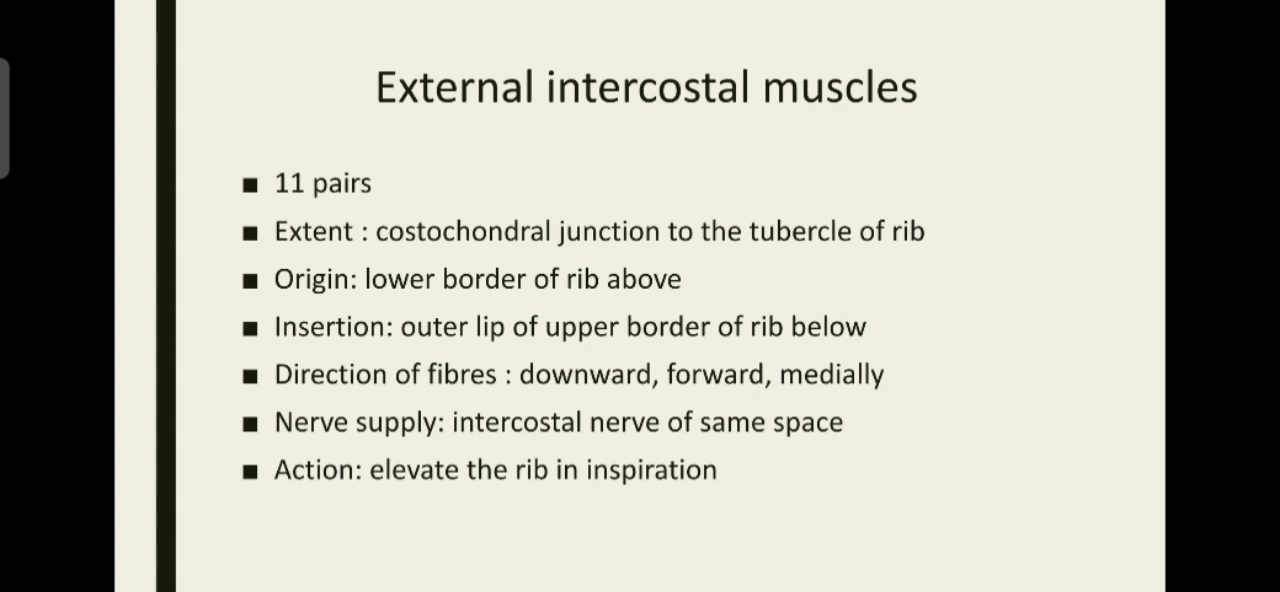 External intercostal muscles
■ 11 pairs
■ Extent : costochondral junction to the tubercle of rib
■ Origin: lower border of rib above
■ Insertion: outer lip of upper border of rib below
■ Direction of fibres : downward, forward, medially
■ Nerve supply: intercostal nerve of same space
■ Action: elevate the rib in inspiration